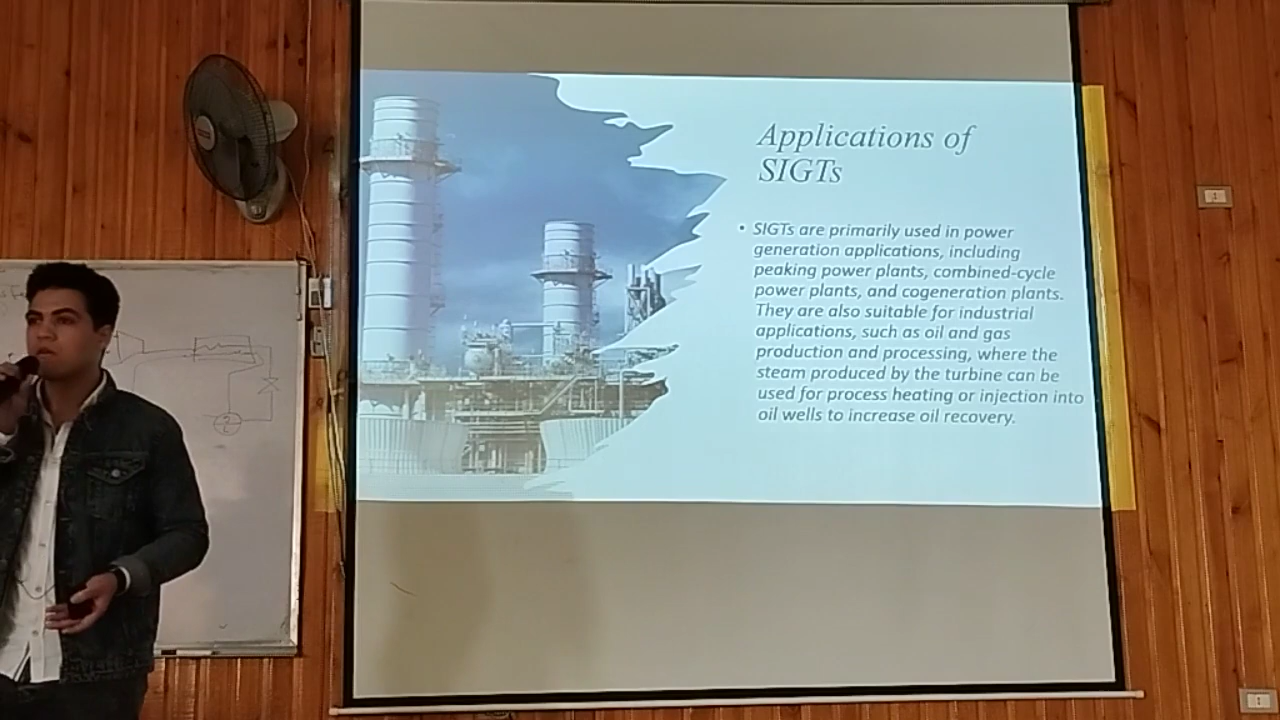 Applications of
SIGTs
• SIGTs are primarily used in power
generation applications, including
peaking power plants, combined-cycle
power plants, and cogeneration plants.
They are also suitable for industrial
applications, such as oil and gas
production and processing, where the
steam produced by the turbine can be
used for process heating or injection into
oil wells to increase oil recovery.